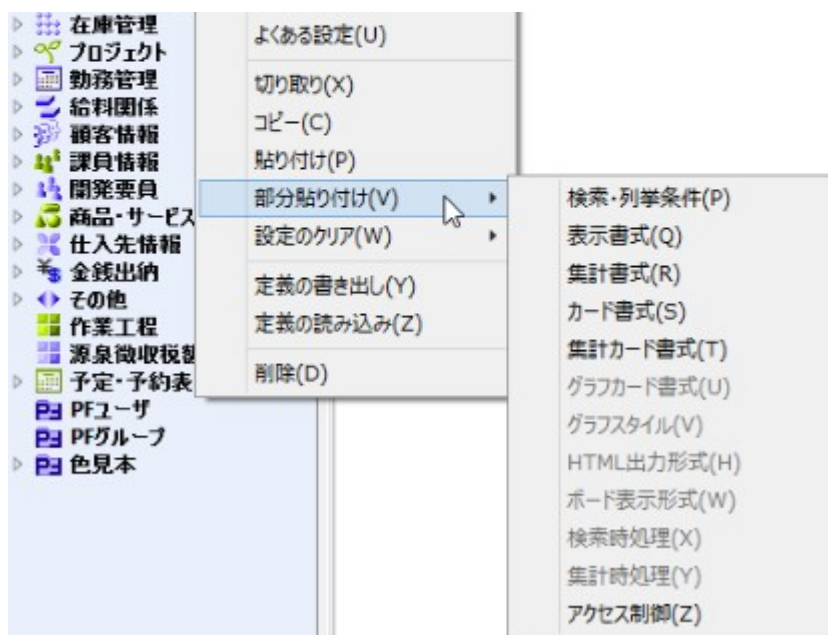 在庫管理
プロジェクト
勤務管理
給料関係
顧客情報
課員情報
開発要員
商品・サービス
仕入先情報
金銭出納
その他
作業工程
源泉徴収税
予定・予約表
PFユーザ
PFグループ
色見本
よくある設定(U)
切り取り(X)
コピー(C)
貼り付け(P)
部分貼り付け(V)
設定のクリア(W)
定義の書き出し(Y)
定義の読み込み(Z)
削除(D)
検索・列挙条件(P)
表示書式(Q)
集計書式(R)
カード書式(S)
集計カード書式(T)
グラフカード書式(U)
グラフスタイル(V)
HTML出力形式(H)
ボード表示形式(W)
検索時処理(X)
集計時処理(Y)
アクセス制御(Z)